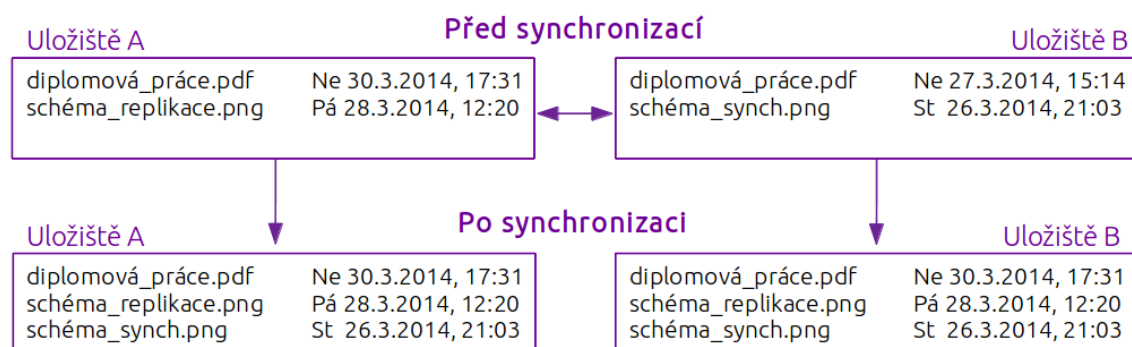 Před synchronizací
Uložiště A
Uložiště B
diplomová_práce.pdf Ne 30.3.2014, 17:31
schéma_replikace.png Pá 28.3.2014, 12:20
diplomová_práce.pdf Ne 27.3.2014, 15:14
schéma_synch.png St 26.3.2014, 21:03
Po synchronizaci
Uložiště A
Uložiště B
diplomová_práce.pdf Ne 30.3.2014, 17:31
schéma_replikace.png Pá 28.3.2014, 12:20
schéma_synch.png St 26.3.2014, 21:03
diplomová_práce.pdf Ne 30.3.2014, 17:31
schéma_replikace.png Pá 28.3.2014, 12:20
schéma_synch.png St 26.3.2014, 21:03